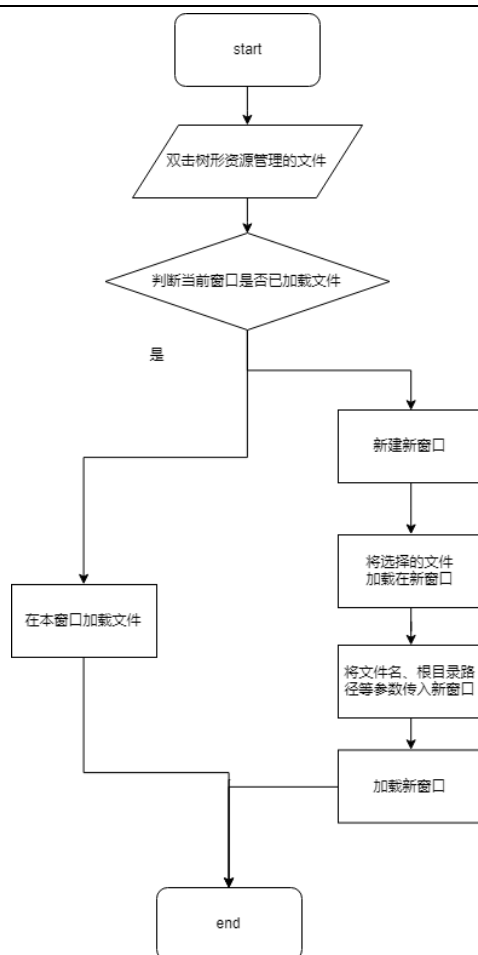 start
双击树形资源管理的文件
判断当前窗口是否已加载文件
是
新建新窗口
将选择的文件
加载在新窗口
在本窗口加载文件
将文件名、根目录路
径等参数传入新窗口
加载新窗口
end